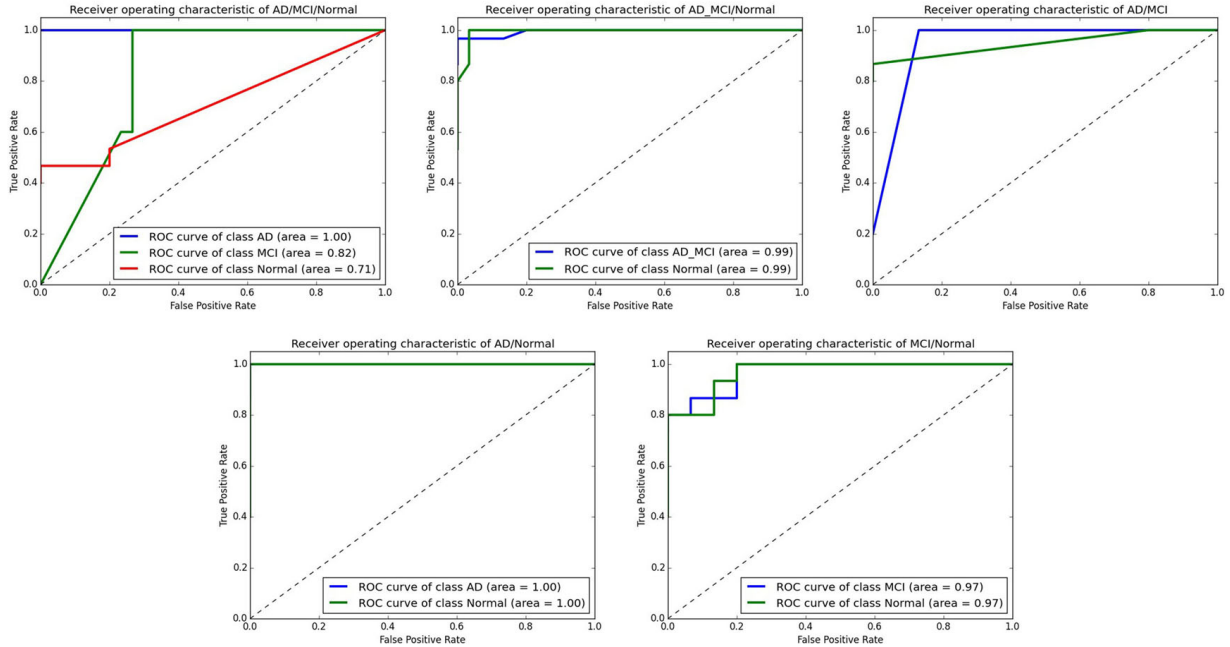 Receiver operating characteristic of AD/MCI/Normal
1.0
0.8
0.6
0.4
0.2
0.0
True Positive Rate
ROC curve of class AD (area = 1.00)
ROC curve of class MCI (area = 0.82)
ROC curve of class Normal (area = 0.71)
0.0 0.2 0.4 0.6 0.8 1.0
False Positive Rate
Receiver operating characteristic of AD_MCI/Normal
1.0
0.8
0.6
0.4
0.2
0.0
True Positive Rate
ROC curve of class AD_MCI (area = 0.99)
ROC curve of class Normal (area = 0.99)
0.0 0.2 0.4 0.6 0.8 1.0
False Positive Rate
Receiver operating characteristic of AD/MCI
1.0
0.8
0.6
0.4
0.2
0.0
True Positive Rate
0.0 0.2 0.4 0.6 0.8 1.0
False Positive Rate
Receiver operating characteristic of AD/Normal
1.0
0.8
0.6
0.4
0.2
0.0
True Positive Rate
ROC curve of class AD (area = 1.00)
ROC curve of class Normal (area = 1.00)
0.0 0.2 0.4 0.6 0.8 1.0
False Positive Rate
Receiver operating characteristic of MCI/Normal
1.0
0.8
0.6
0.4
0.2
0.0
True Positive Rate
ROC curve of class MCI (area = 0.97)
ROC curve of class Normal (area = 0.97)
0.0 0.2 0.4 0.6 0.8 1.0
False Positive Rate